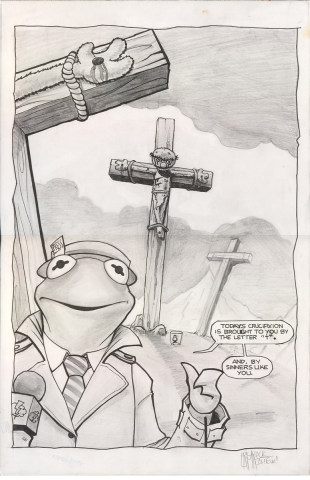 TODAY'S CRUCIFIXION
IS BROUGHT TO YOU BY
THE LETTER "t".
AND, BY
SINNERS LIKE
YOU.